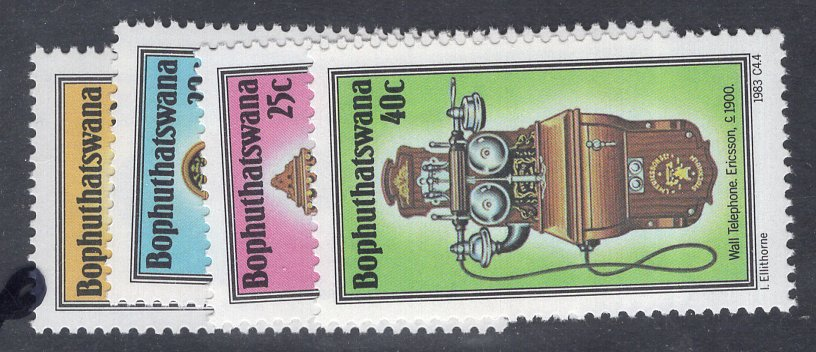 Bophuthatswana
Bophuthatswana
Bophuthatswana
25c
Bophuthatswana
40c
Wall Telephone. Ericsson, £1900.
I. Ellithorne
1983 C4.4